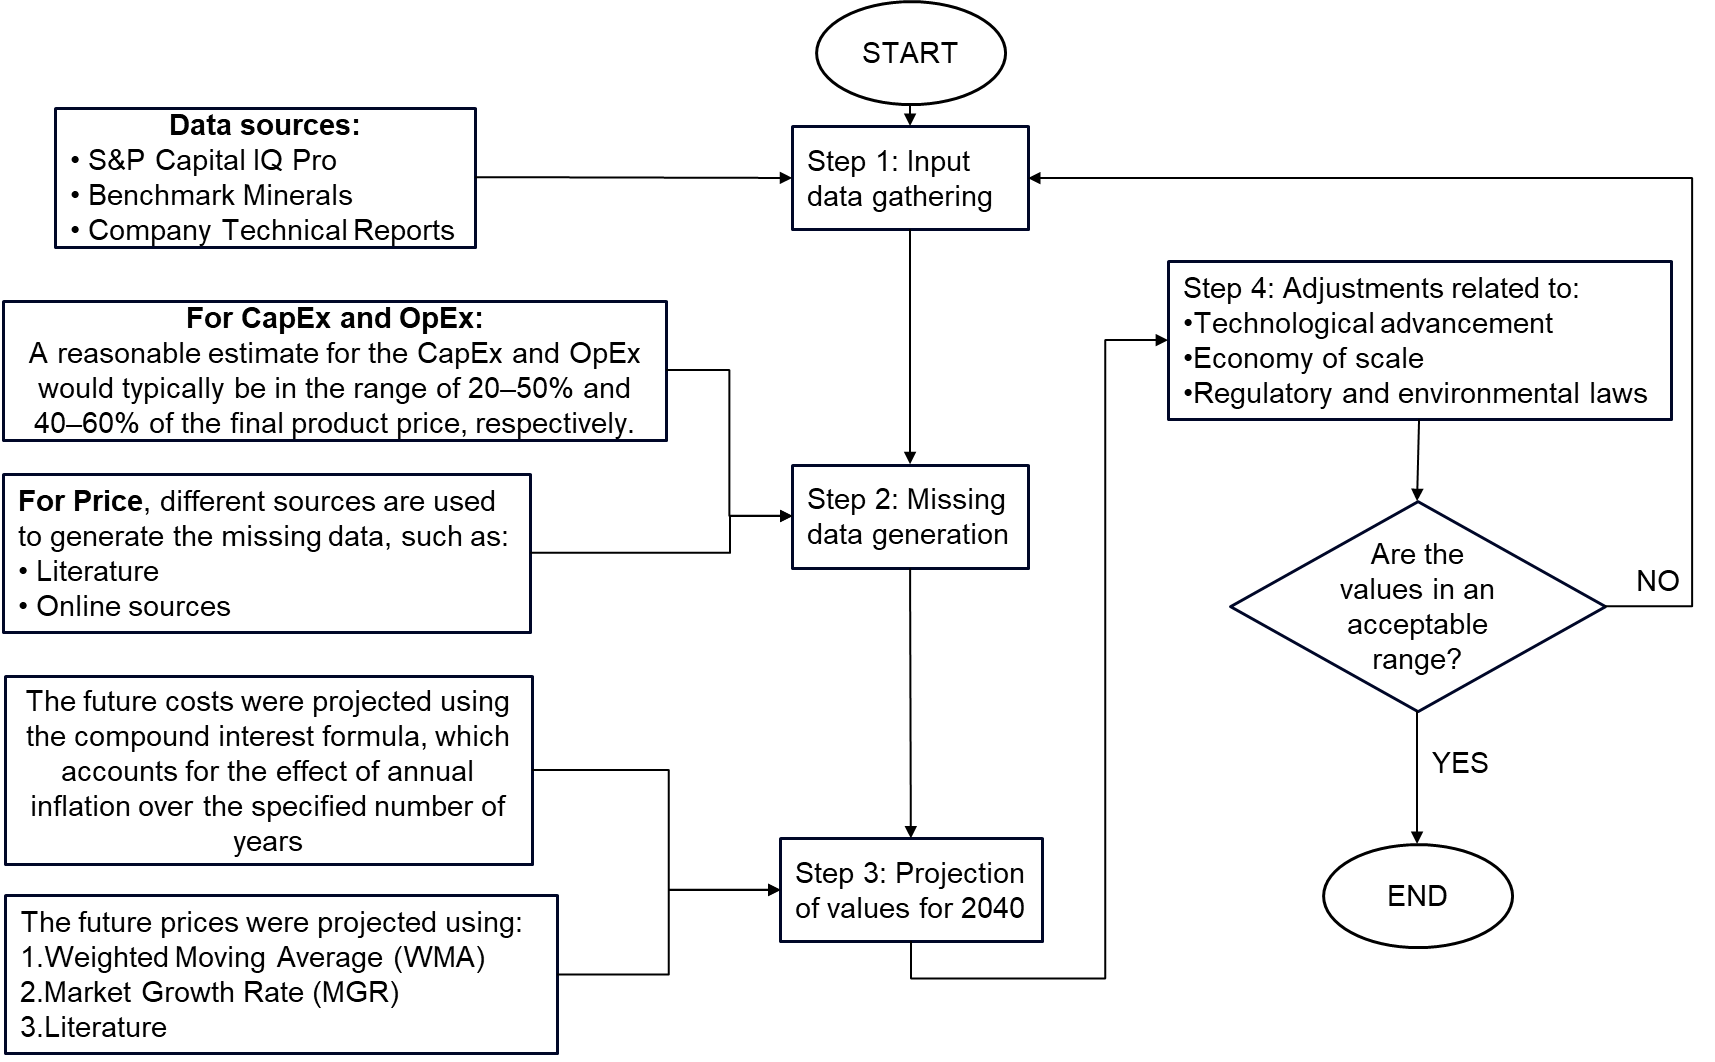 START
Data sources:
• S&P Capital IQ Pro
• Benchmark Minerals
• Company Technical Reports
Step 1: Input
data gathering
For CapEx and OpEx:
A reasonable estimate for the CapEx and OpEx
would typically be in the range of 20–50% and
40–60% of the final product price, respectively.
For Price, different sources are used
to generate the missing data, such as:
• Literature
• Online sources
Step 2: Missing
data generation
The future costs were projected using
the compound interest formula, which
accounts for the effect of annual
inflation over the specified number of
years
The future prices were projected using:
1.Weighted Moving Average (WMA)
2.Market Growth Rate (MGR)
3.Literature
Step 3: Projection
of values for 2040
Step 4: Adjustments related to:
•Technological advancement
•Economy of scale
•Regulatory and environmental laws
Are the
values in an
acceptable
range?
NO
YES
END